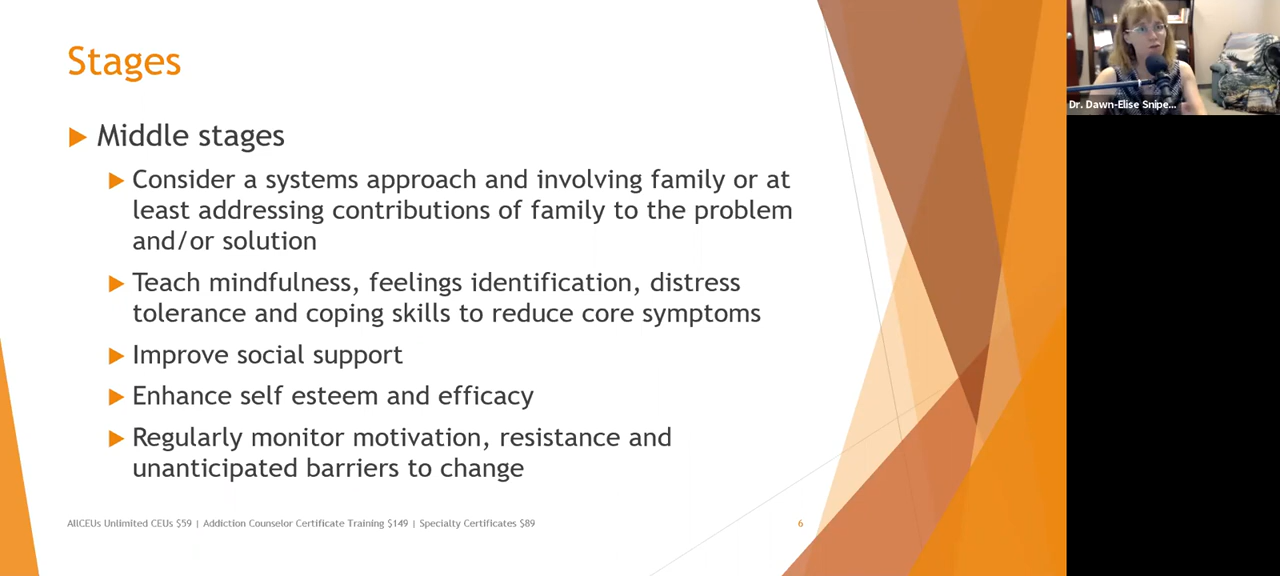 Stages
Middle stages
Consider a systems approach and involving family or at
least addressing contributions of family to the problem
and/or solution
Teach mindfulness, feelings identification, distress
tolerance and coping skills to reduce core symptoms
Improve social support
Enhance self esteem and efficacy
Regularly monitor motivation, resistance and
unanticipated barriers to change
AllCEUs Unlimited CEUs $59 | Addiction Counselor Certificate Training $149 | Specialty Certificates $89
6
Dr. Dawn-Elise Snipe...